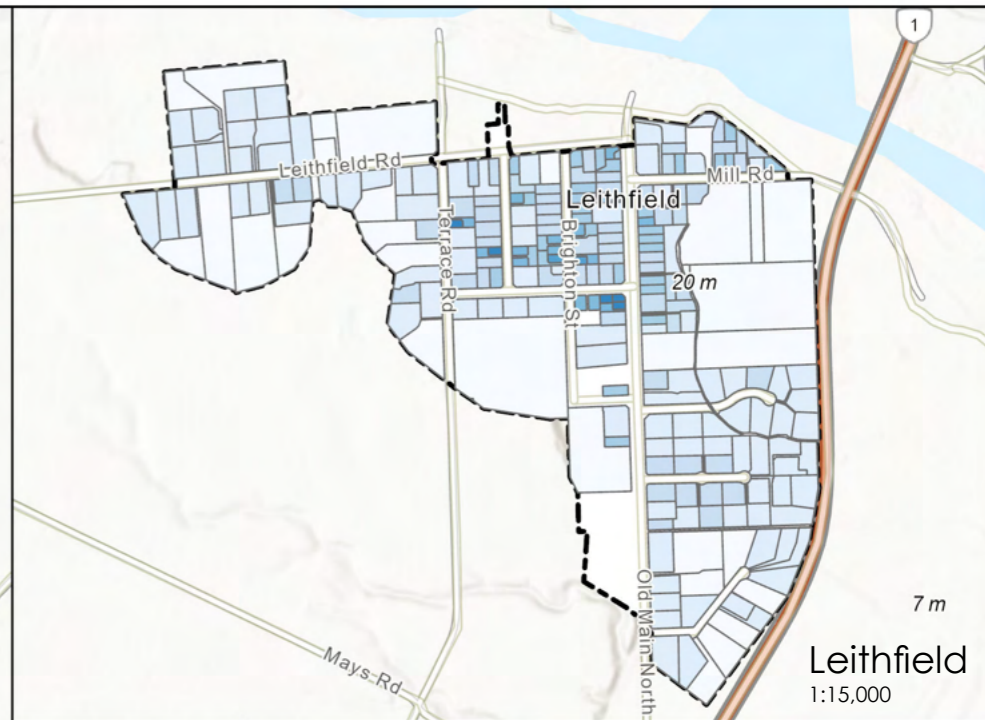 1
Leithfield Rd
Mill Rd
Leithfield
Terrace Rd
Brighton St
20 m
Old Main North
7 m
Mays Rd
Leithfield
1:15,000